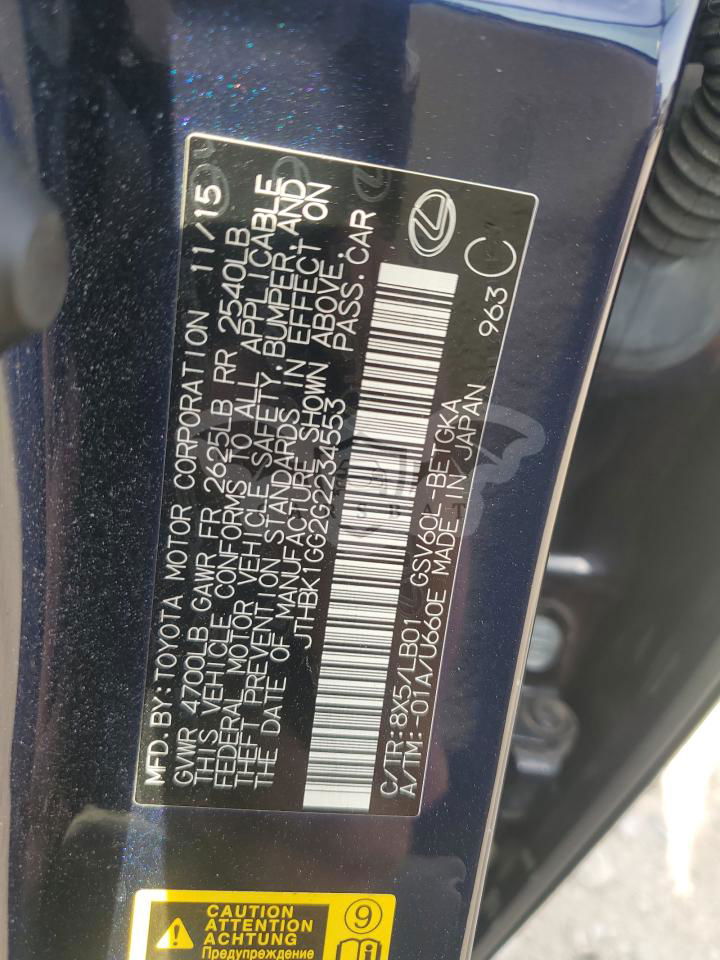 MFD. BY: TOYOTA MOTOR CORPORATION 11/15
GVWR 4700LB GAWR FR 2625LB RR 2540LB
THIS VEHICLE CONFORMS TO ALL APPLICABLE
FEDERAL MOTOR VEHICLE SAFETY, BUMPER, AND
THEFT PREVENTION STANDARDS IN EFFECT ON
THE DATE OF MANUFACTURE SHOWN ABOVE.
JTHBK1GG2G2234553 PASS. CAR
C/TR: 8X5/LB01 GSV60L-BETGKA
A/TM: -01A/U660E MADE IN JAPAN
963 C
CAUTION
ATTENTION
ACHTUNG
Предупреждение
9